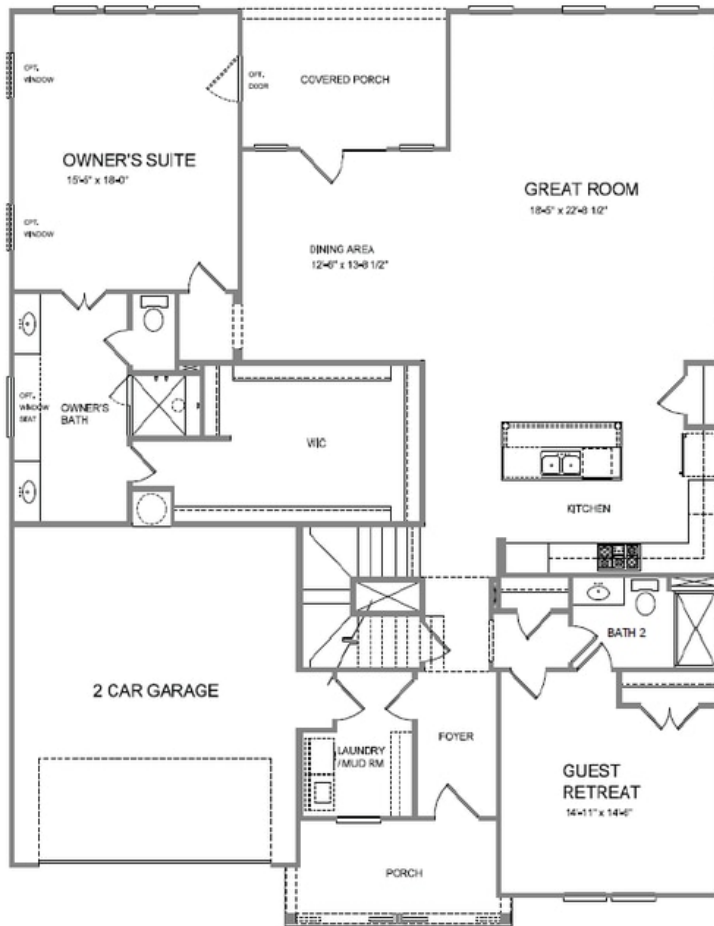 OPT.
WINDOW
OPT.
DOOR
COVERED PORCH
OWNER'S SUITE
15'-5" x 18'-0"
GREAT ROOM
18'-5" x 22'-8 1/2"
OPT.
WINDOW
DINING AREA
12'-6" x 13-8 1/2"
OPT.
WINDOW
SEAT
OWNER'S
BATH
WIC
KITCHEN
BATH 2
2 CAR GARAGE
LAUNDRY
/MUD RM
FOYER
GUEST
RETREAT
14'-11" x 14'-6"
PORCH